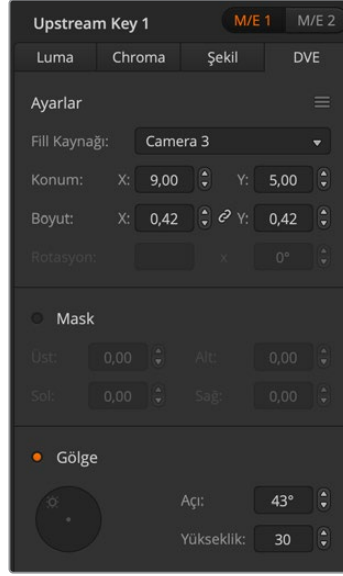 Upstream Key 1 M/E 1 M/E 2
Luma Chroma Şekil DVE
Ayarlar
Fill Kaynağı: Camera 3
Konum: X: 9,00 Y: 5,00
Boyut: X: 0,42 Y: 0,42
Rotasyon: x 0°
Mask
Üst: 0,00 Alt: 0,00
Sol: 0,00 Sağ: 0,00
Gölge
Açı: 43°
Yükseklik: 30